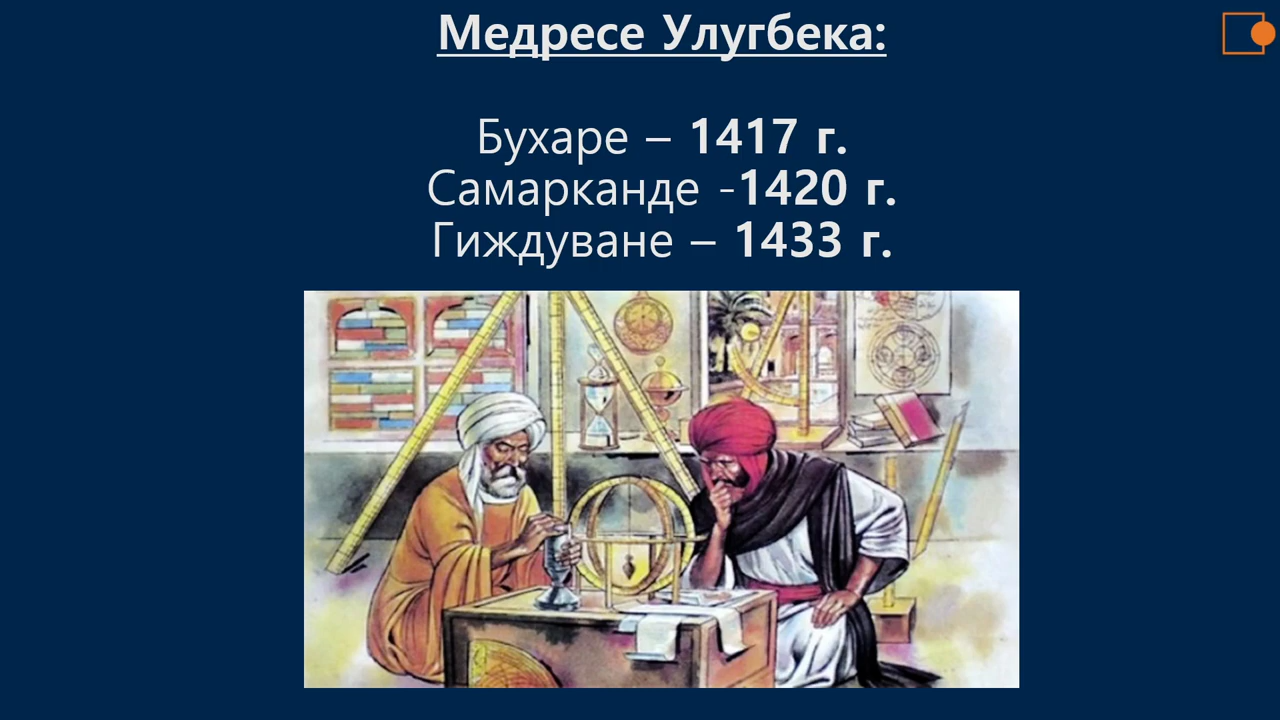 Медресе Улугбека:
Бухаре – 1417 г.
Самарканде -1420 г.
Гиждуване – 1433 г.